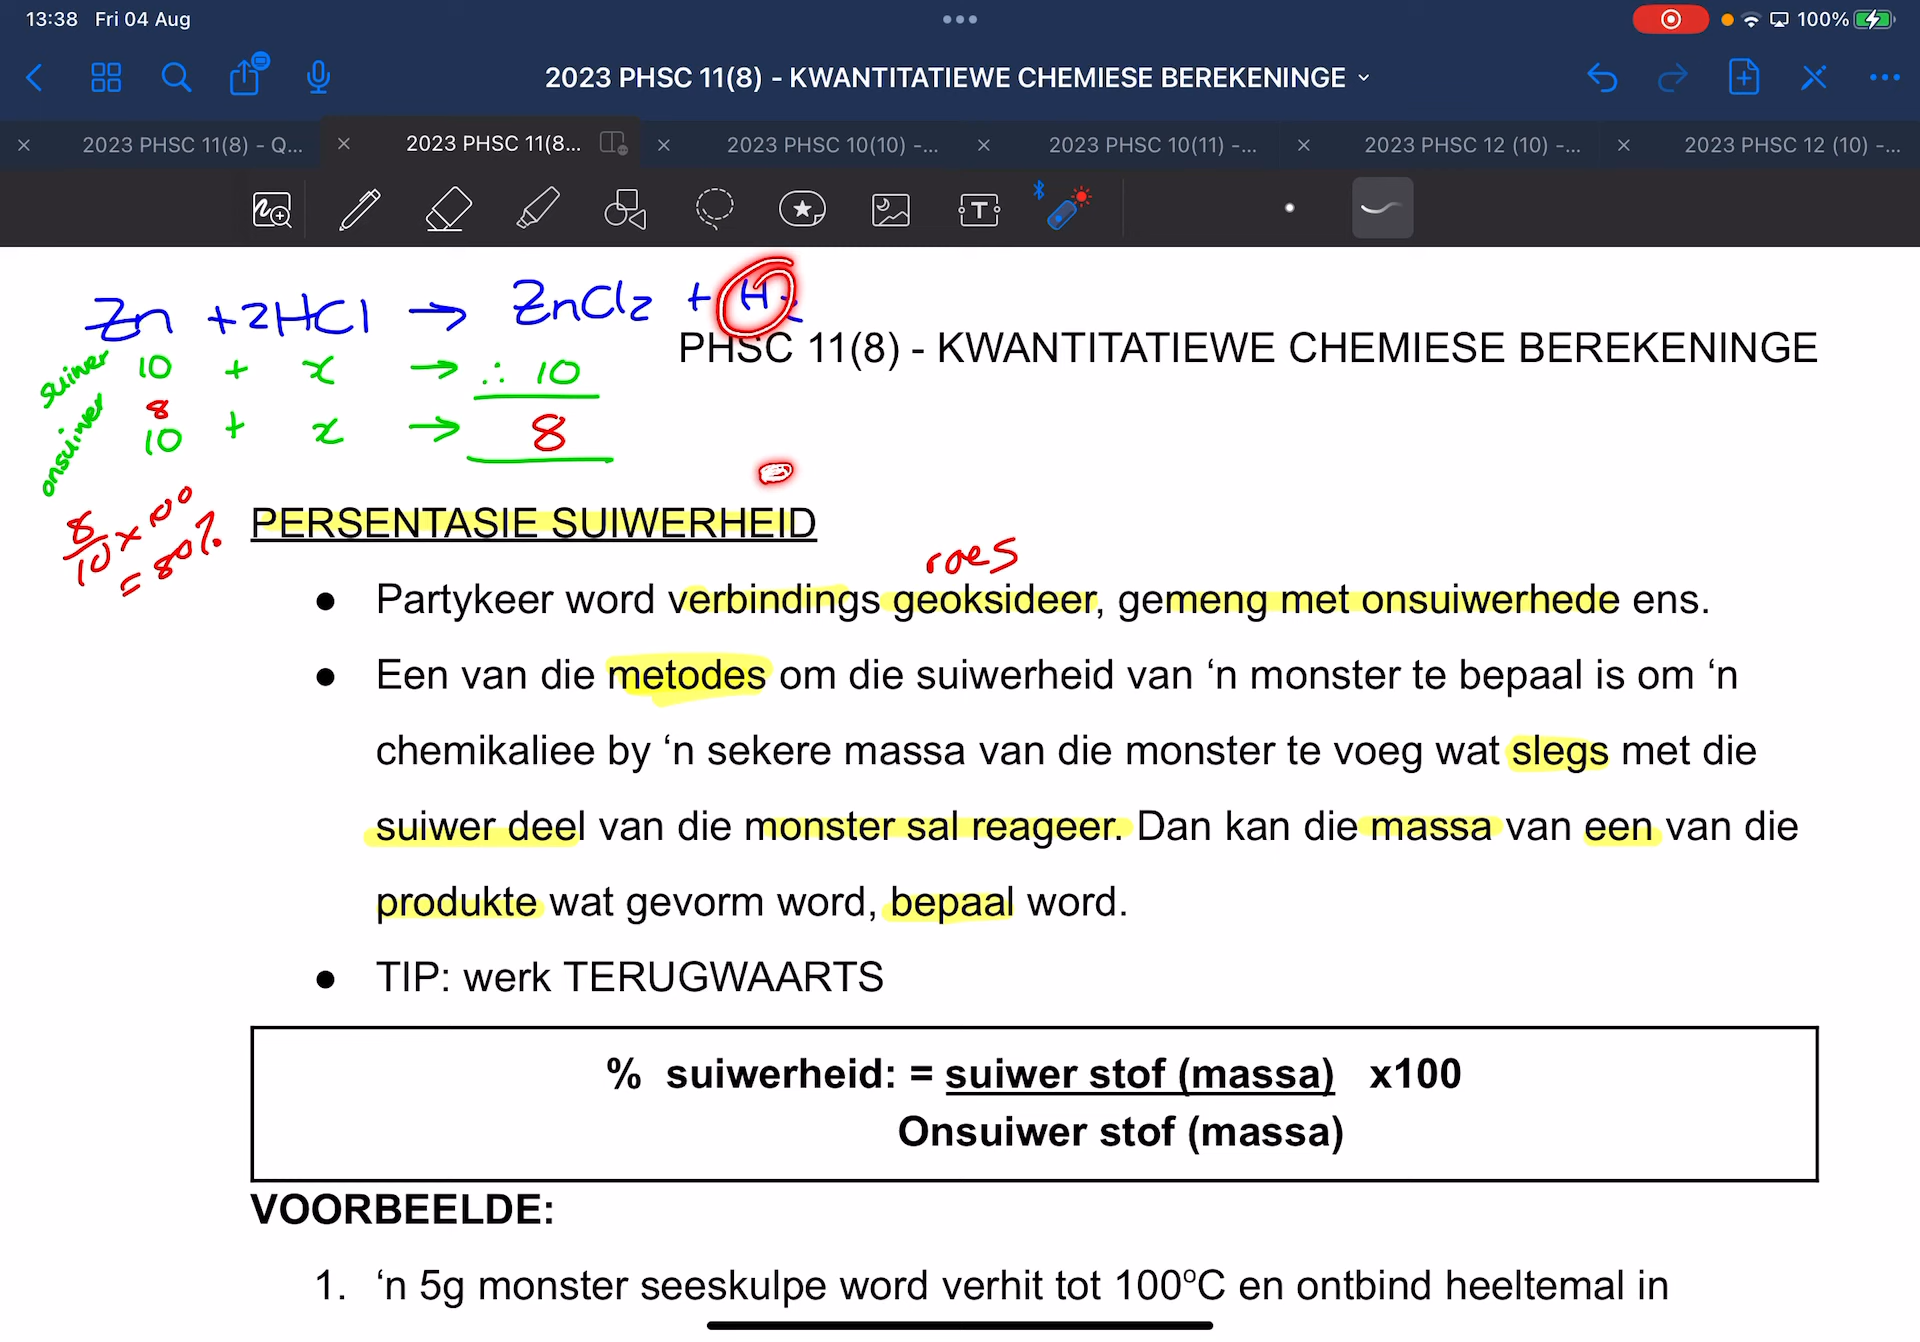 13:38 Fri 04 Aug
100%
2023 PHSC 11(8) - KWANTITATIEWE CHEMIESE BEREKENINGE
2023 PHSC 11(8) - Q...
2023 PHSC 11(8...
2023 PHSC 10(10) -...
2023 PHSC 10(11) -...
2023 PHSC 12 (10) -...
2023 PHSC 12 (10) -...
Zn + 2HCl → ZnCl2 + H2
PHSC 11(8) - KWANTITATIEWE CHEMIESE BEREKENINGE
suiwer 10 + x → ∴ 10
8
onsuiwer 10 + x → 8
8/10 x 100
= 80%
PERSENTASIE SUIWERHEID
roes
● Partykeer word verbindings geoksideer, gemeng met onsuiwerhede ens.
● Een van die metodes om die suiwerheid van ‘n monster te bepaal is om ‘n
chemikaliee by ‘n sekere massa van die monster te voeg wat slegs met die
suiwer deel van die monster sal reageer. Dan kan die massa van een van die
produkte wat gevorm word, bepaal word.
● TIP: werk TERUGWAARTS
% suiwerheid: = suiwer stof (massa) x100
Onsuiwer stof (massa)
VOORBEELDE:
1. ‘n 5g monster seeskulpe word verhit tot 100°C en ontbind heeltemal in